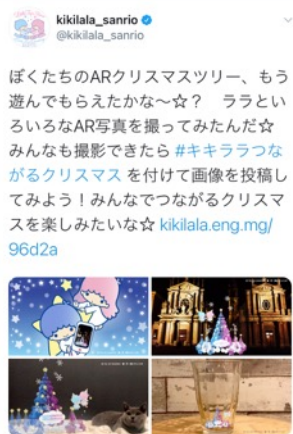 kikilala_sanrio
@kikilala_sanrio
ぼくたちのARクリスマスツリー、もう
遊んでもらえたかな〜☆？　ララとい
ろいろなAR写真を撮ってみたんだ☆
みんなも撮影できたら #キキララつな
がるクリスマス を付けて画像を投稿し
てみよう！みんなでつながるクリスマ
スを楽しみたいな☆ kikilala.eng.mg/
96d2a